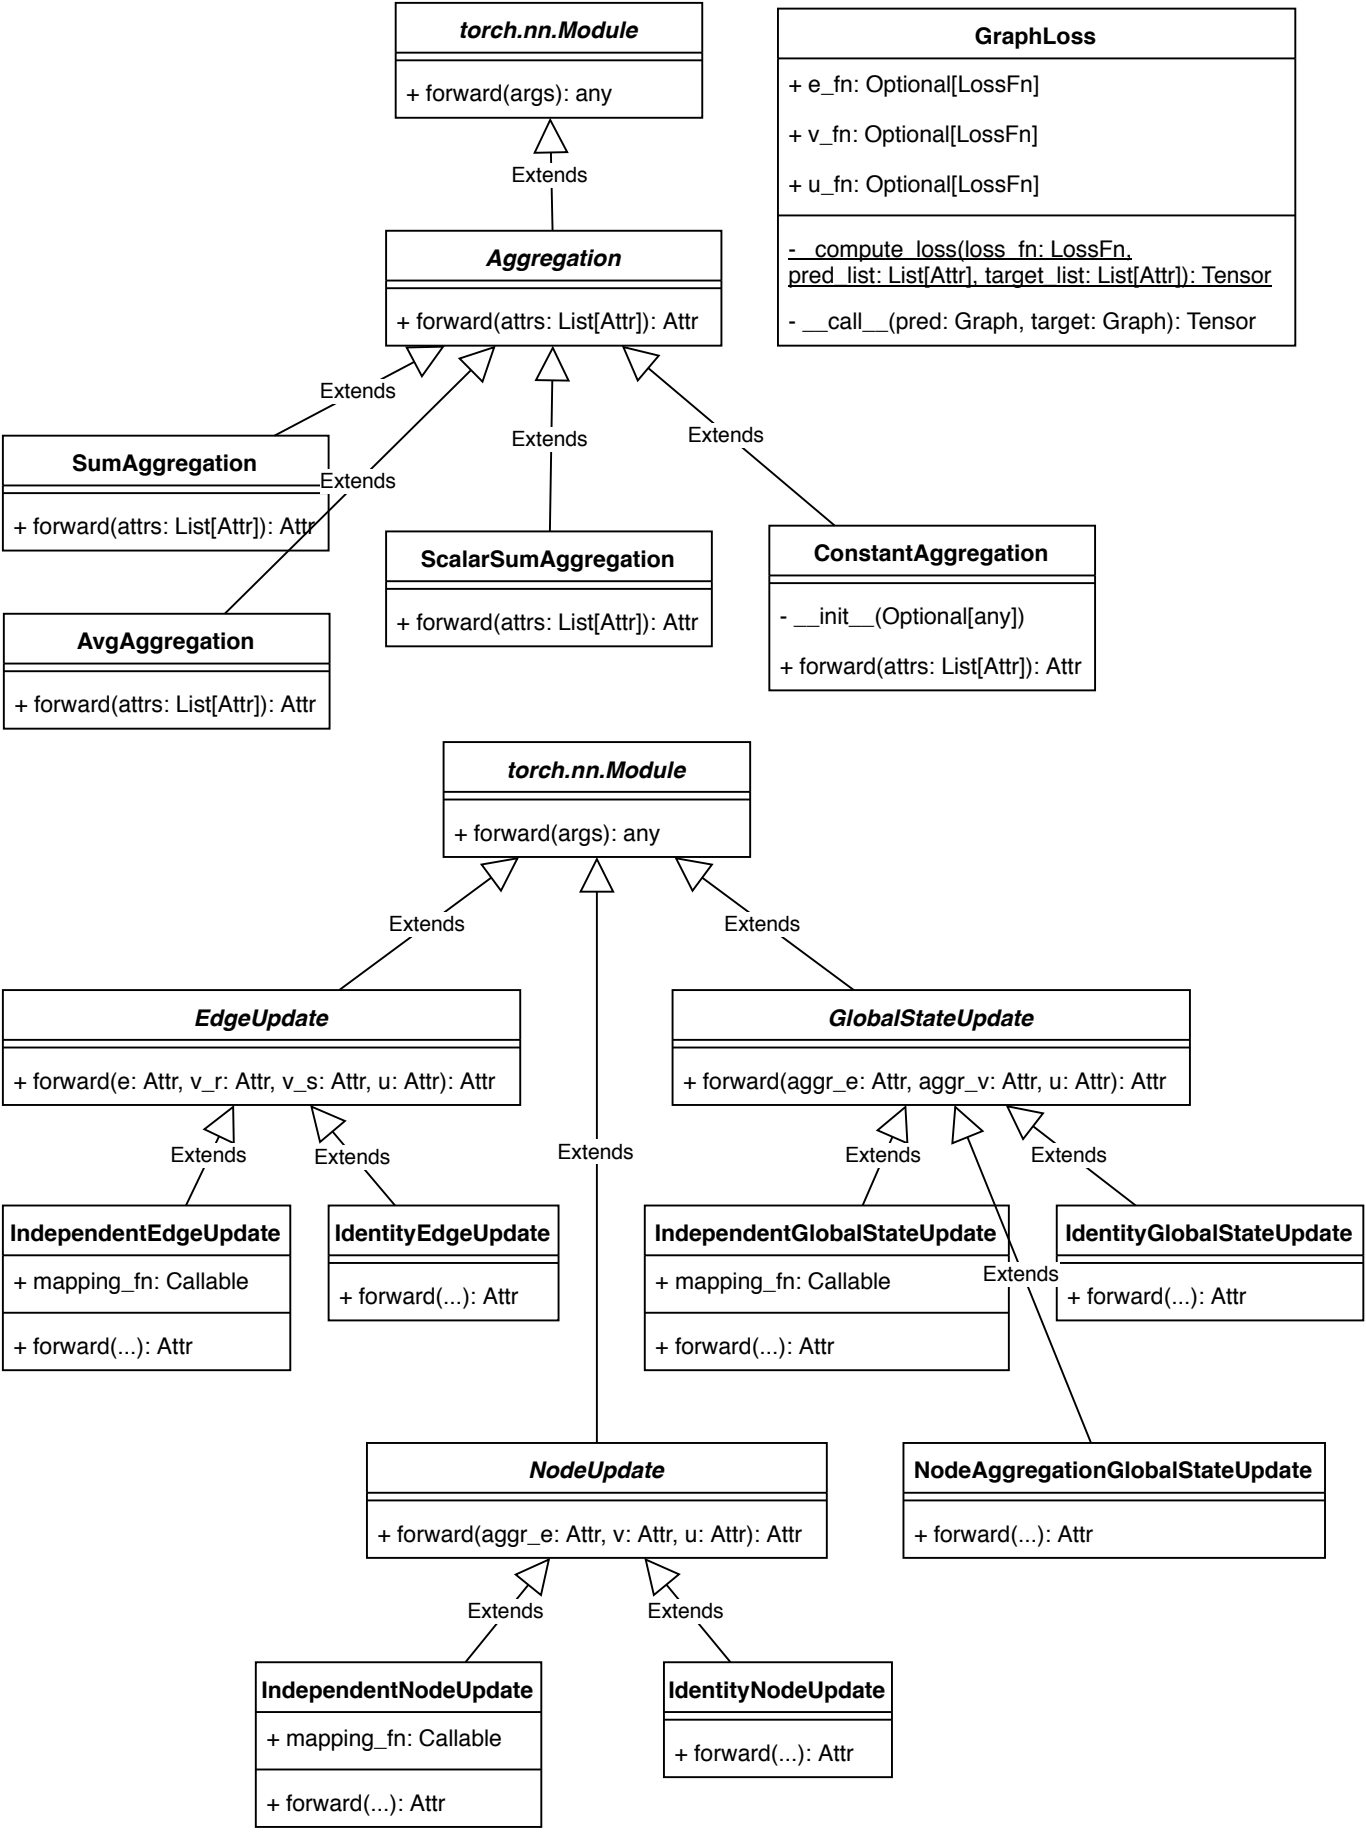 torch.nn.Module
+ forward(args): any
GraphLoss
+ e_fn: Optional[LossFn]
+ v_fn: Optional[LossFn]
+ u_fn: Optional[LossFn]
- _compute_loss(loss_fn: LossFn,
pred_list: List[Attr], target_list: List[Attr]): Tensor
- __call__(pred: Graph, target: Graph): Tensor
Extends
Aggregation
+ forward(attrs: List[Attr]): Attr
Extends
Extends
Extends
Extends
SumAggregation
+ forward(attrs: List[Attr]): Attr
AvgAggregation
+ forward(attrs: List[Attr]): Attr
ScalarSumAggregation
+ forward(attrs: List[Attr]): Attr
ConstantAggregation
- __init__(Optional[any])
+ forward(attrs: List[Attr]): Attr
torch.nn.Module
+ forward(args): any
Extends
Extends
Extends
EdgeUpdate
+ forward(e: Attr, v_r: Attr, v_s: Attr, u: Attr): Attr
GlobalStateUpdate
+ forward(aggr_e: Attr, aggr_v: Attr, u: Attr): Attr
Extends
Extends
Extends
Extends
Extends
IndependentEdgeUpdate
+ mapping_fn: Callable
+ forward(...): Attr
IdentityEdgeUpdate
+ forward(...): Attr
IndependentGlobalStateUpdate
+ mapping_fn: Callable
+ forward(...): Attr
IdentityGlobalStateUpdate
+ forward(...): Attr
NodeUpdate
+ forward(aggr_e: Attr, v: Attr, u: Attr): Attr
NodeAggregationGlobalStateUpdate
+ forward(...): Attr
Extends
Extends
IndependentNodeUpdate
+ mapping_fn: Callable
+ forward(...): Attr
IdentityNodeUpdate
+ forward(...): Attr